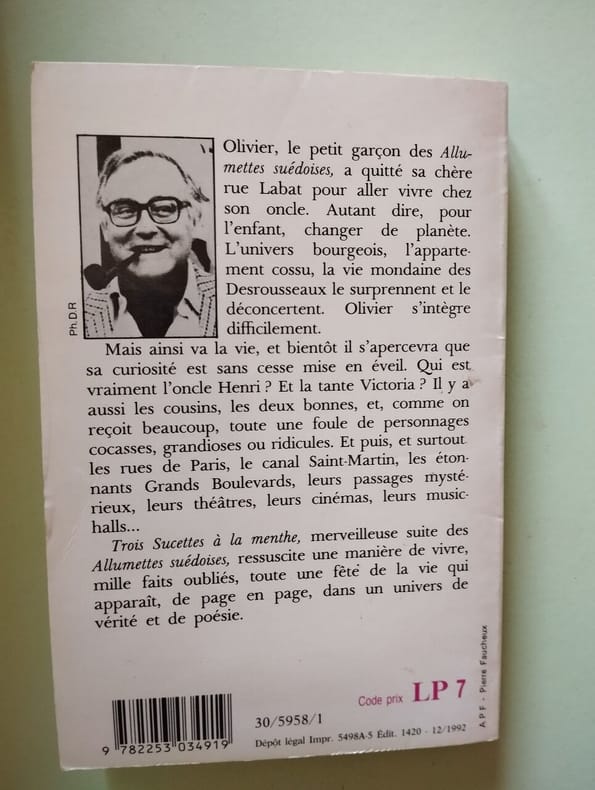 Olivier, le petit garçon des Allu-
mettes suédoises, a quitté sa chère
rue Labat pour aller vivre chez
son oncle. Autant dire, pour
l'enfant, changer de planète.
L'univers bourgeois, l'apparte-
ment cossu, la vie mondaine des
Desrousseaux le surprennent et le
déconcertent. Olivier s'intègre
difficilement.
Ph.D.R
Mais ainsi va la vie, et bientôt il s'apercevra que
sa curiosité est sans cesse mise en éveil. Qui est
vraiment l'oncle Henri ? Et la tante Victoria ? Il y a
aussi les cousins, les deux bonnes, et, comme on
reçoit beaucoup, toute une foule de personnages
cocasses, grandioses ou ridicules. Et puis, et surtout
les rues de Paris, le canal Saint-Martin, les éton-
nants Grands Boulevards, leurs passages mysté-
rieux, leurs théâtres, leurs cinémas, leurs music-
halls...
Trois Sucettes à la menthe, merveilleuse suite des
Allumettes suédoises, ressuscite une manière de vivre,
mille faits oubliés, toute une fête de la vie qui
apparaît, de page en page, dans un univers de
vérité et de poésie.
A.P.F. - Pierre Faucheux
Code prix LP 7
30/5958/1
9 782253 034919
Dépôt légal Impr. 5498A-5 Édit. 1420 - 12/1992